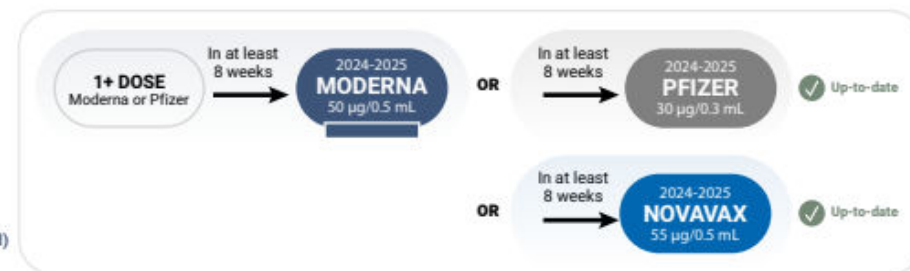 1+ DOSE
Moderna or Pfizer
In at least
8 weeks
2024-2025
MODERNA
50 µg/0.5 mL
OR
In at least
8 weeks
2024-2025
PFIZER
30 µg/0.3 mL
Up-to-date
OR
In at least
8 weeks
2024-2025
NOVAVAX
55 µg/0.5 mL
Up-to-date